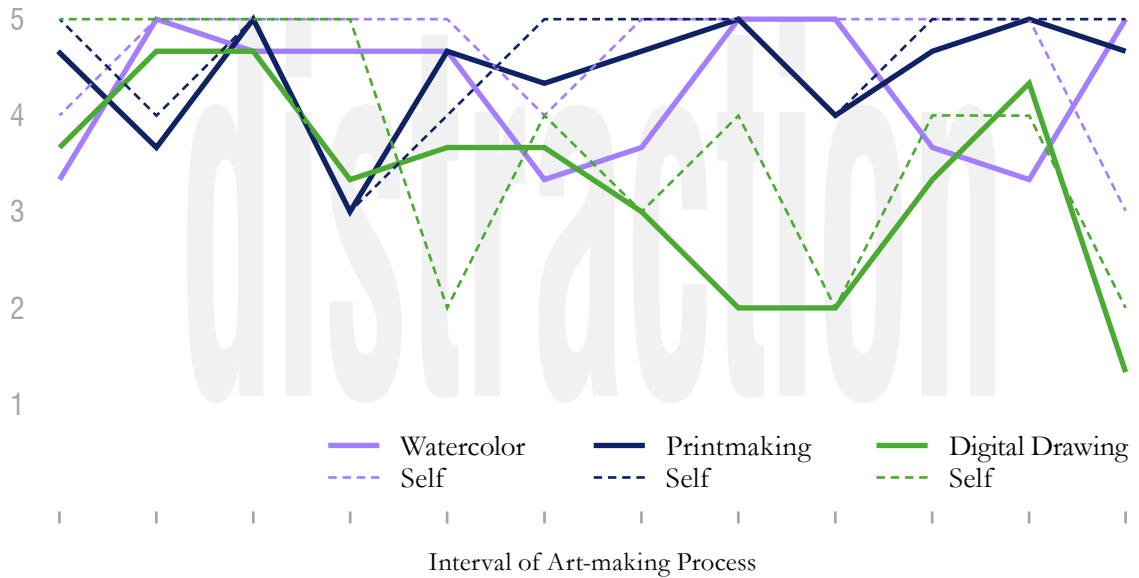 5
4
3
2
1
distraction
Watercolor Printmaking Digital Drawing
Self Self Self
Interval of Art-making Process